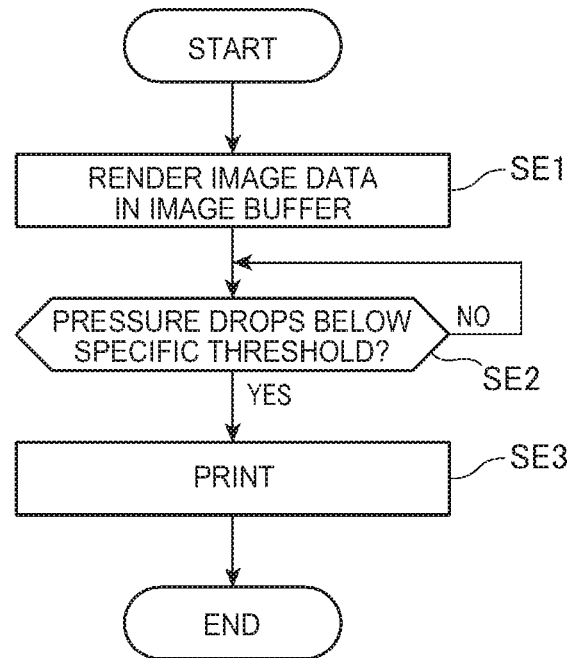 START
RENDER IMAGE DATA
IN IMAGE BUFFER
SE1
PRESSURE DROPS BELOW
SPECIFIC THRESHOLD?
NO
SE2
YES
PRINT
SE3
END